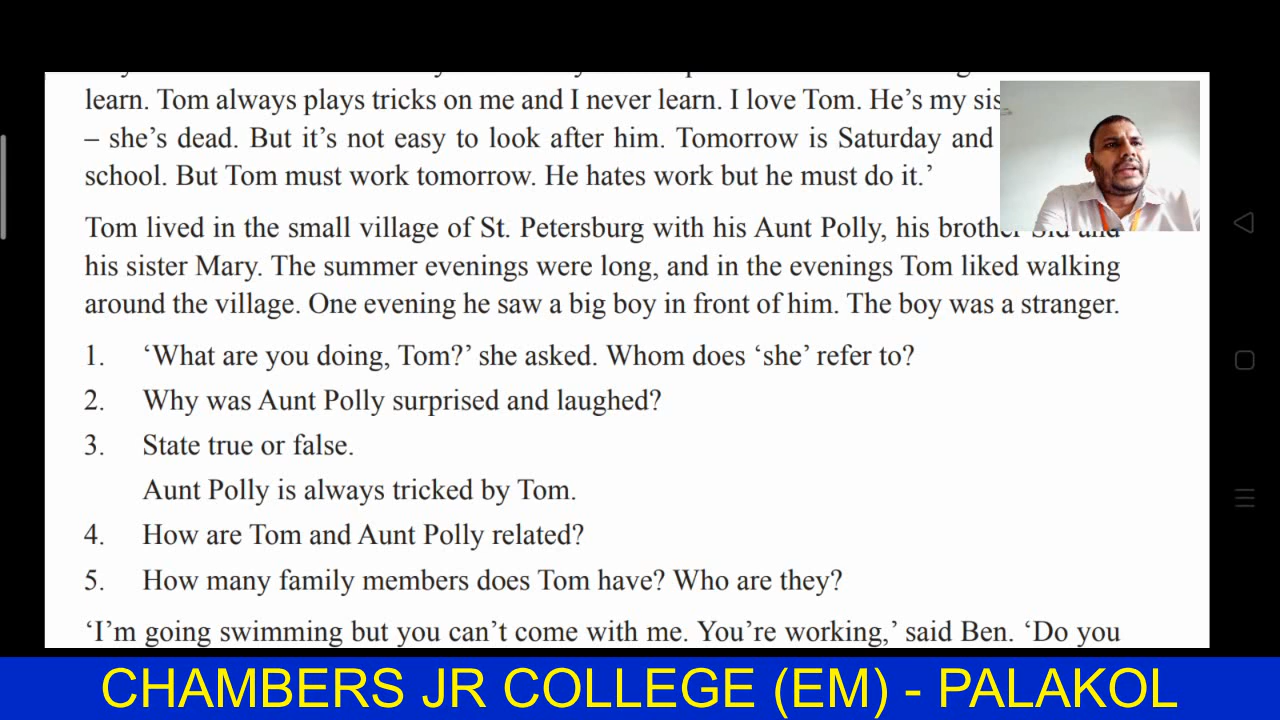 learn. Tom always plays tricks on me and I never learn. I love Tom. He’s my
– she’s dead. But it’s not easy to look after him. Tomorrow is Saturday and
school. But Tom must work tomorrow. He hates work but he must do it.’
Tom lived in the small village of St. Petersburg with his Aunt Polly, his brother Sid and
his sister Mary. The summer evenings were long, and in the evenings Tom liked walking
around the village. One evening he saw a big boy in front of him. The boy was a stranger.
1. ‘What are you doing, Tom?’ she asked. Whom does ‘she’ refer to?
2. Why was Aunt Polly surprised and laughed?
3. State true or false.
Aunt Polly is always tricked by Tom.
4. How are Tom and Aunt Polly related?
5. How many family members does Tom have? Who are they?
‘I’m going swimming but you can’t come with me. You’re working,’ said Ben. ‘Do you
CHAMBERS JR COLLEGE (EM) - PALAKOL